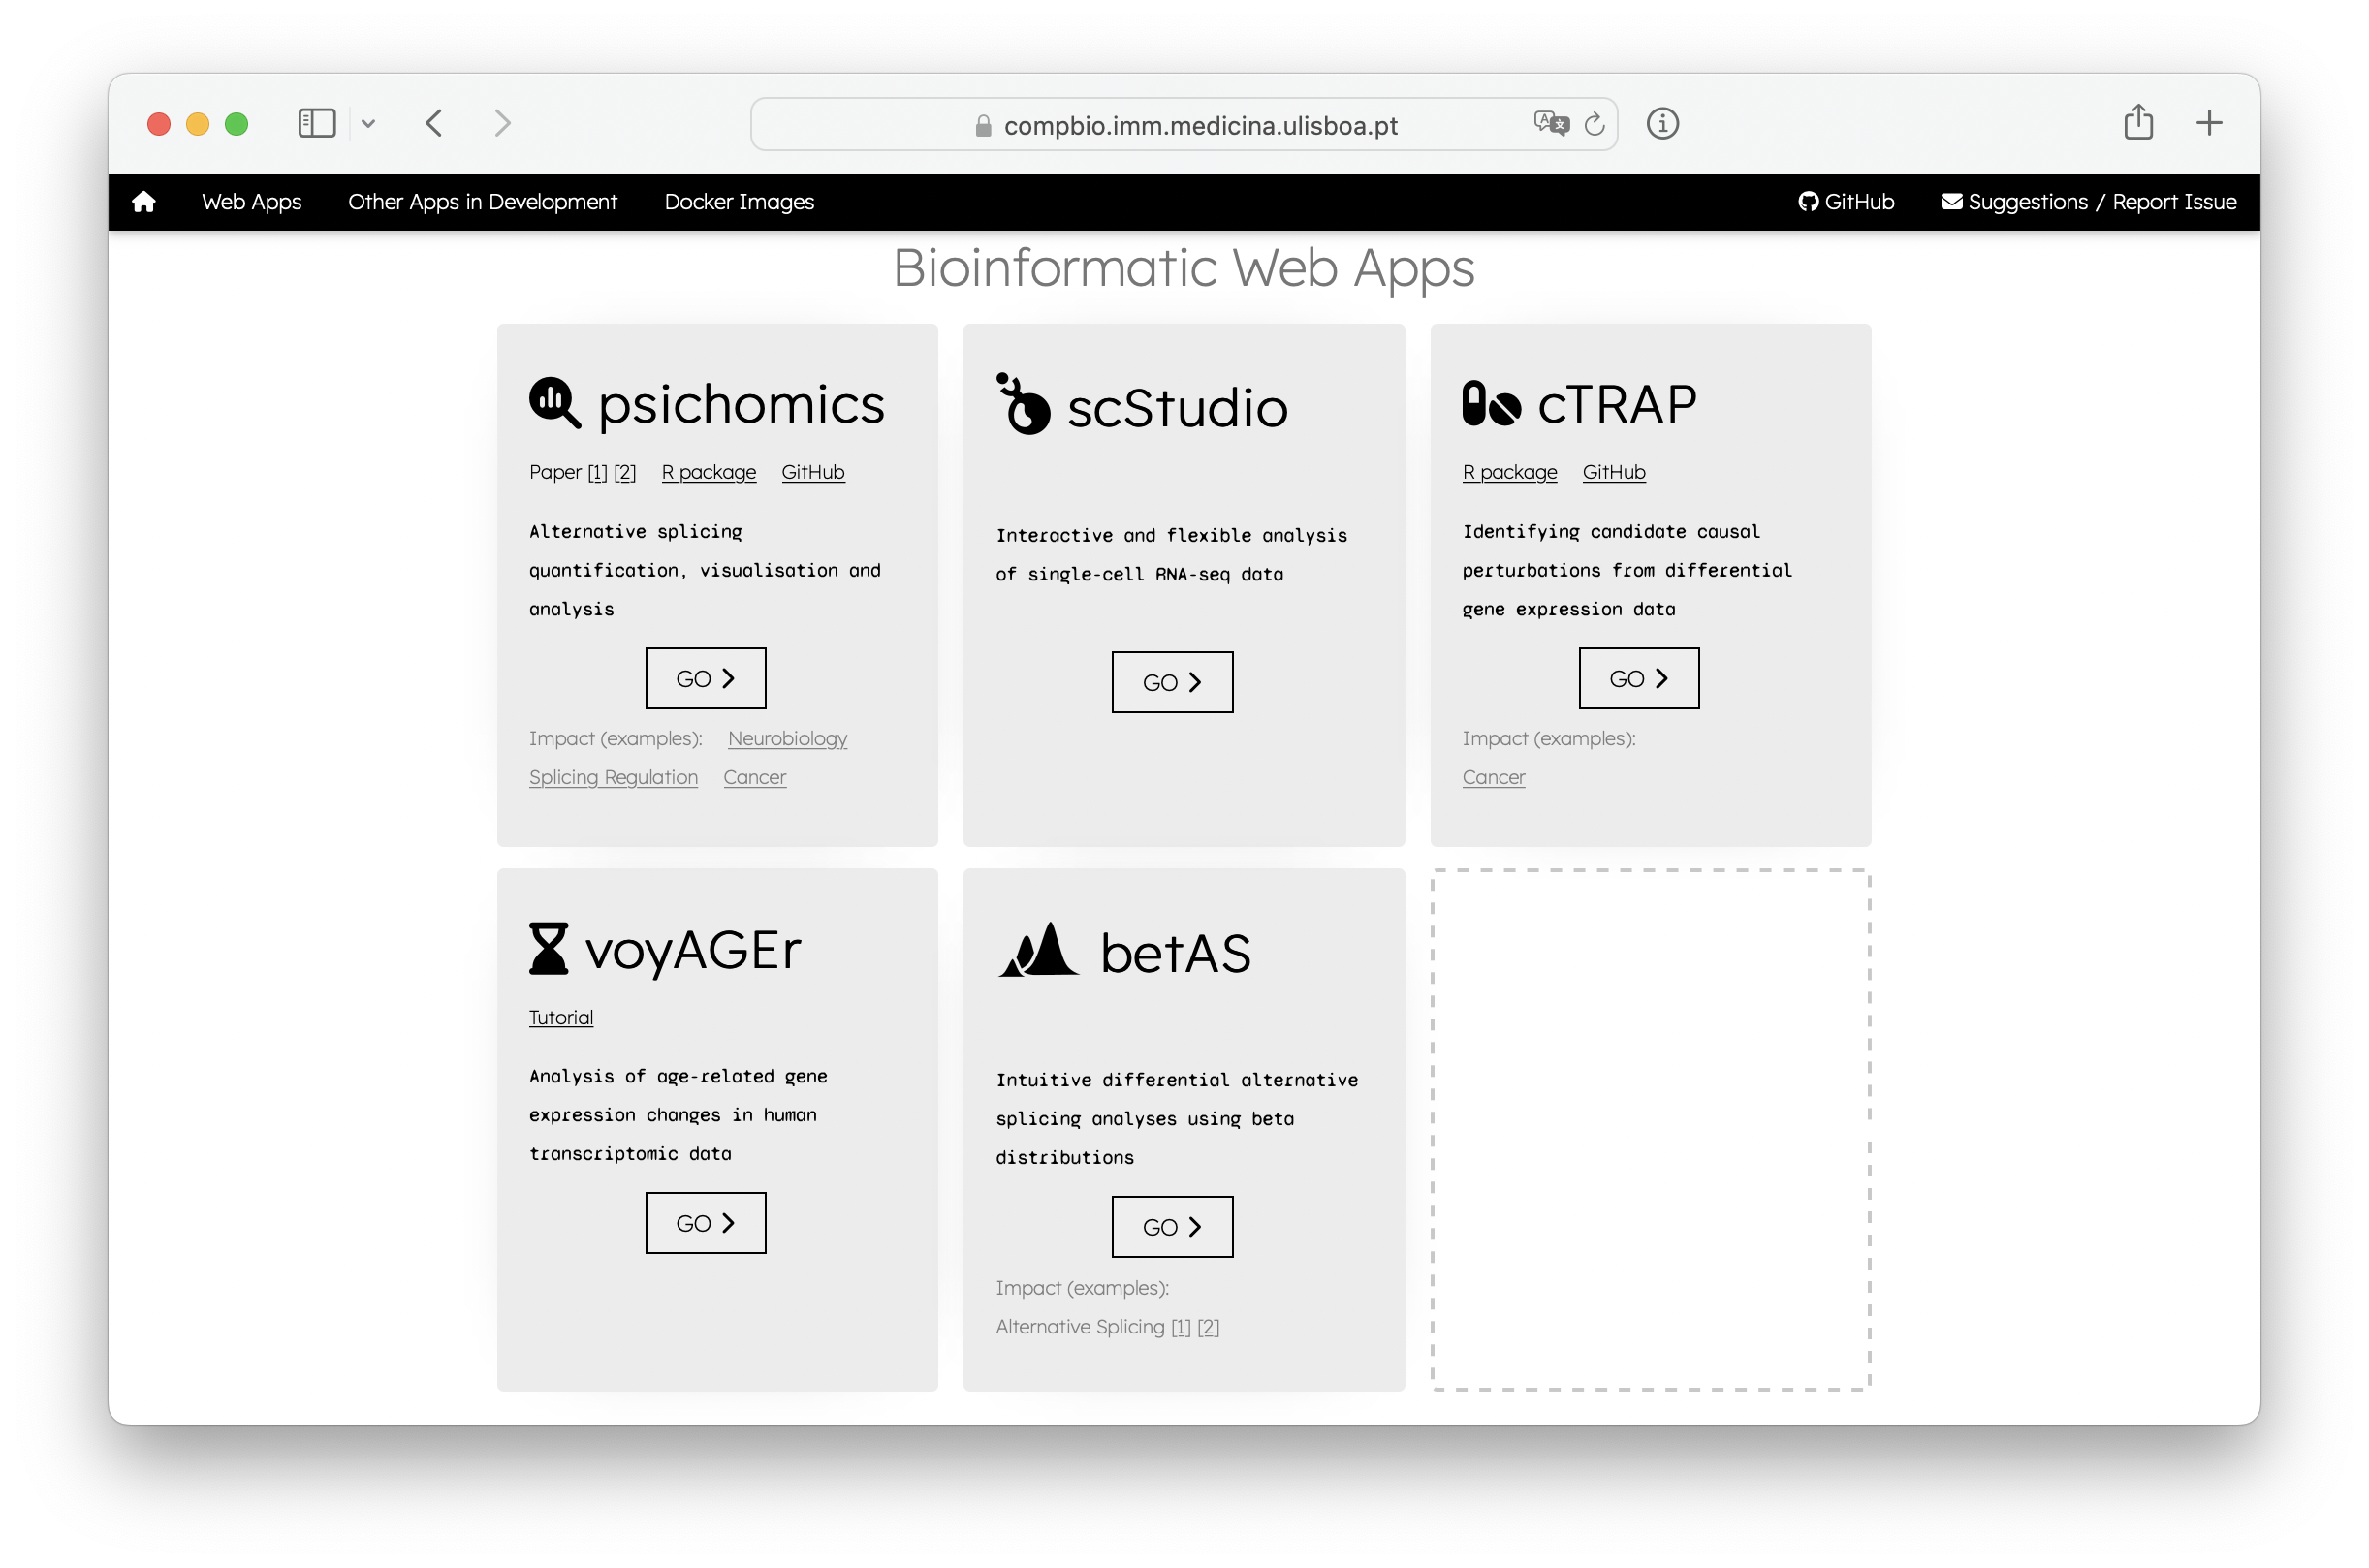 compbio.imm.medicina.ulisboa.pt
Web Apps Other Apps in Development Docker Images GitHub Suggestions / Report Issue
Bioinformatic Web Apps
psichomics
Paper [1] [2] R package GitHub
Alternative splicing
quantification, visualisation and
analysis
GO
Impact (examples): Neurobiology
Splicing Regulation Cancer
scStudio
Interactive and flexible analysis
of single-cell RNA-seq data
GO
cTRAP
R package GitHub
Identifying candidate causal
perturbations from differential
gene expression data
GO
Impact (examples):
Cancer
voyAGEr
Tutorial
Analysis of age-related gene
expression changes in human
transcriptomic data
GO
betAS
Intuitive differential alternative
splicing analyses using beta
distributions
GO
Impact (examples):
Alternative Splicing [1] [2]